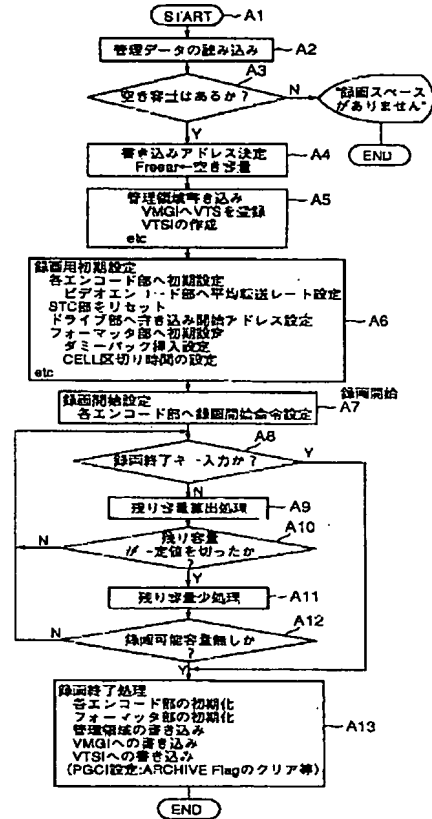 START
A1
管理データの読み込み
A2
A3
空き容量はあるか?
N
"録画スペース
がありません"
Y
END
書き込みアドレス決定
Freear←空き容量
A4
管理領域書き込み
VMGIへVTSを登録
VTSIの作成
etc
A5
録画用初期設定
各エンコード部へ初期設定
ビデオエンコード部へ平均転送レート設定
STC部をリセット
ドライブ部へ書き込み開始アドレス設定
フォーマッタ部へ初期設定
ダミーパック挿入設定
CELL区切り時間の設定
etc
A6
録画開始設定
各エンコード部へ録画開始命令設定
録画開始
A7
A8
録画終了キー入力か?
Y
N
残り容量算出処理
A9
A10
残り容量
が一定値を切ったか
?
N
Y
残り容量少処理
A11
A12
録画可能容量無しか
?
N
Y
録画終了処理
各エンコード部の初期化
フォーマッタ部の初期化
管理領域の書き込み
VMGIへの書き込み
VTSIへの書き込み
(PGCI設定:ARCHIVE Flagのクリア等)
A13
END